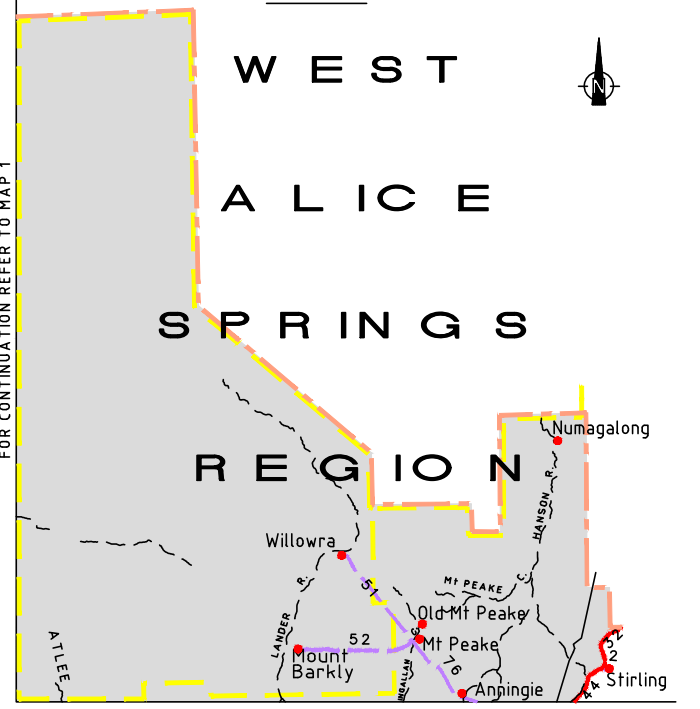 WEST
N
ALICE
SPRINGS
REGION
FOR CONTINUATION REFER TO MAP 1
Numagalong
HANSON R.
Willowra
51
Mt PEAKE C.
Old Mt Peake
LANDER R.
52
Mt Peake
Mount
Barkly
76
INGALLAN C.
ATLEE
Anningie
52
2
Stirling
44